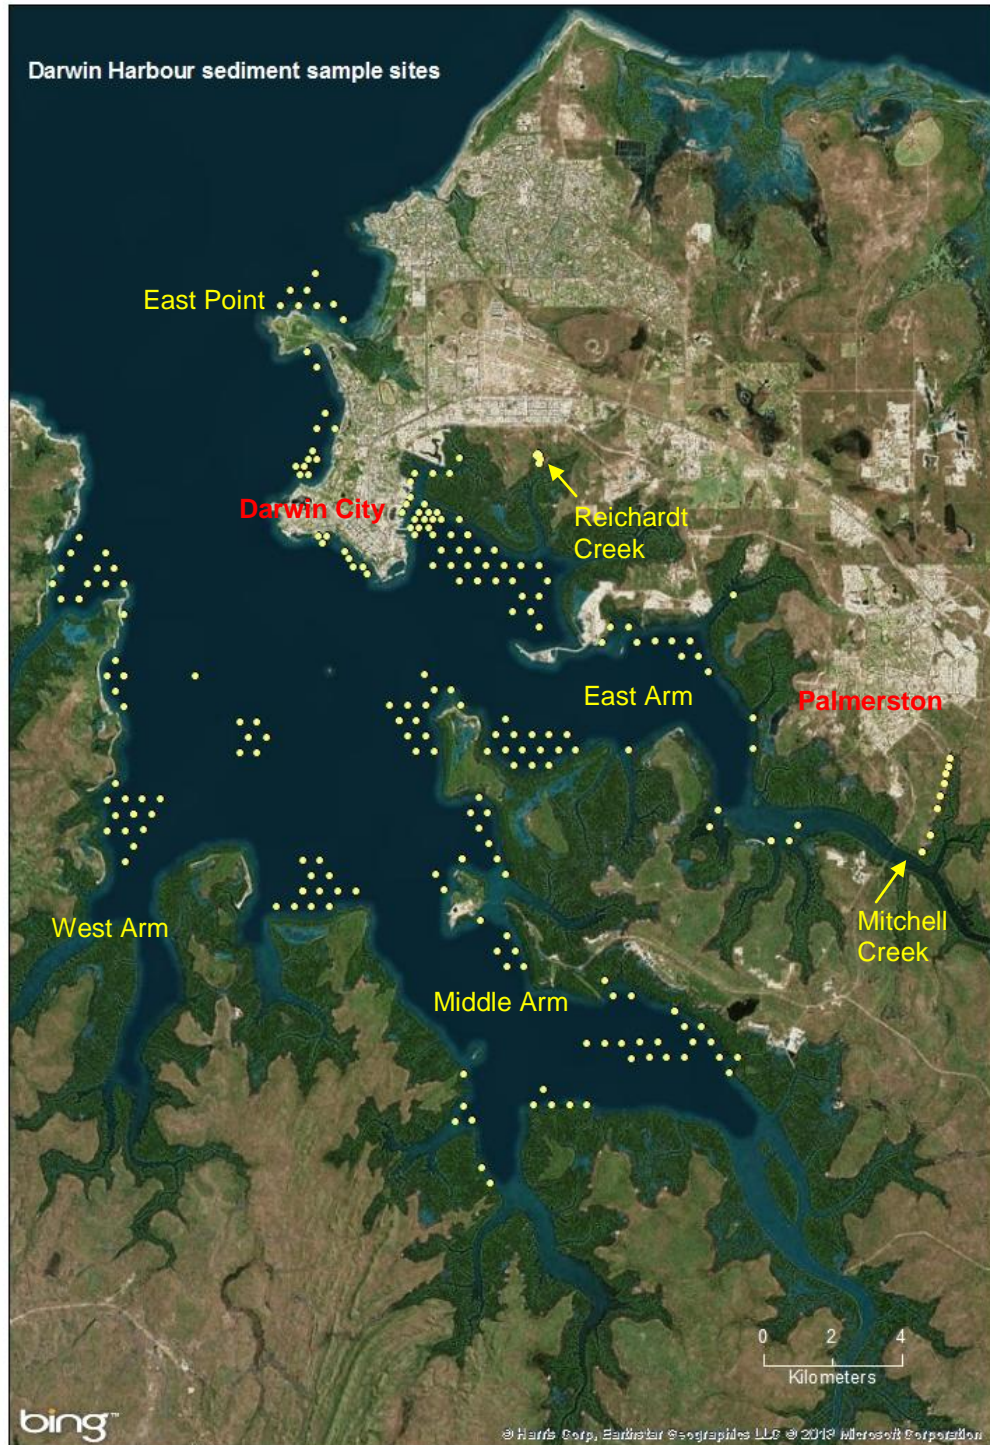 Darwin Harbour sediment sample sites
East Point
Darwin City
Reichardt
Creek
East Arm
Palmerston
West Arm
Mitchell
Creek
Middle Arm
0 2 4
Kilometers
bing™
© Harris Corp, Earthstar Geographics LLC © 2013 Microsoft Corporation